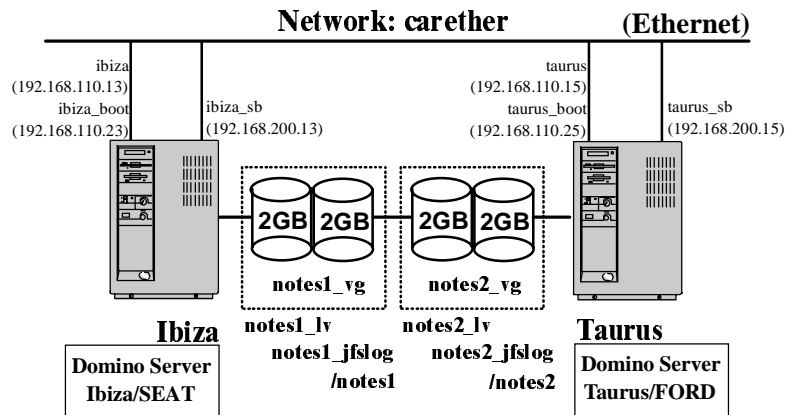 Network: carether
(Ethernet)
ibiza
(192.168.110.13)
ibiza_boot
(192.168.110.23)
ibiza_sb
(192.168.200.13)
taurus
(192.168.110.15)
taurus_boot
(192.168.110.25)
taurus_sb
(192.168.200.15)
2GB
2GB
2GB
2GB
notes1_vg
notes2_vg
Ibiza
notes1_lv
notes1_jfslog
/notes1
notes2_lv
notes2_jfslog
/notes2
Taurus
Domino Server
Ibiza/SEAT
Domino Server
Taurus/FORD